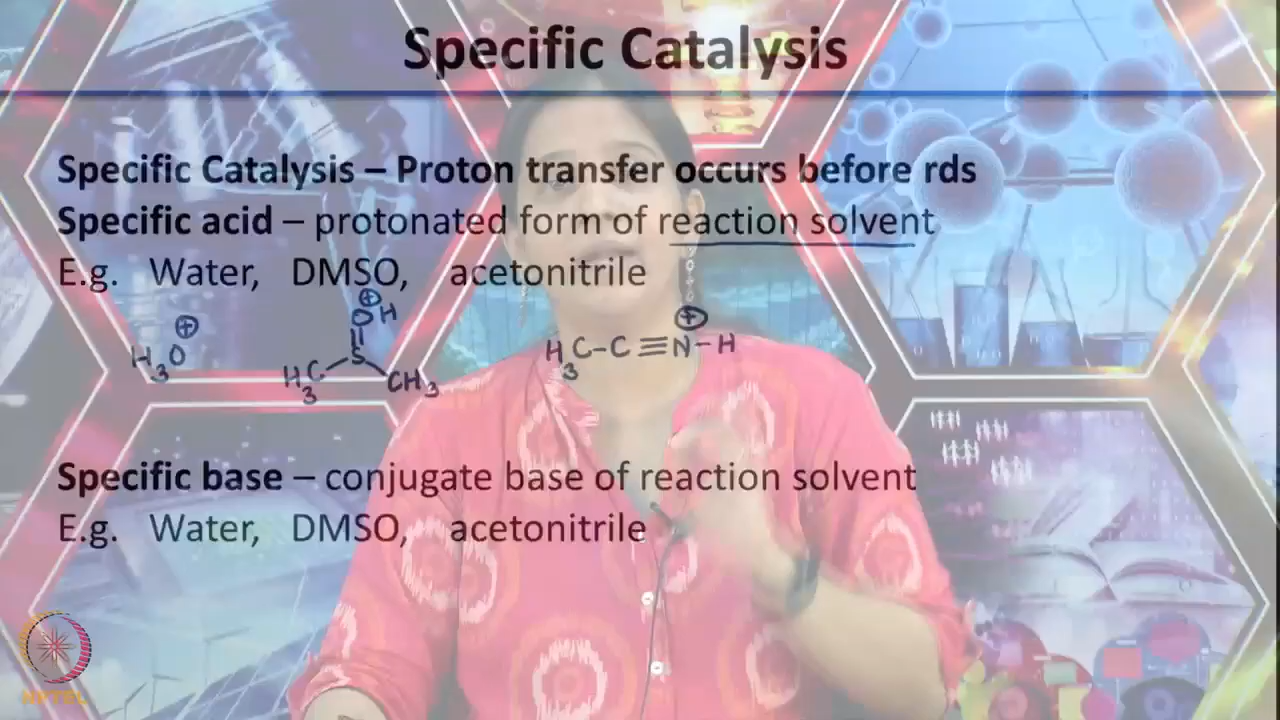 Specific Catalysis
Specific Catalysis – Proton transfer occurs before rds
Specific acid – protonated form of reaction solvent
E.g. Water, DMSO, acetonitrile
H₃O⊕
⊕
OH
S
H₃C CH₃
H₃C–C≡N⊕–H
Specific base – conjugate base of reaction solvent
E.g. Water, DMSO, acetonitrile
NPTEL